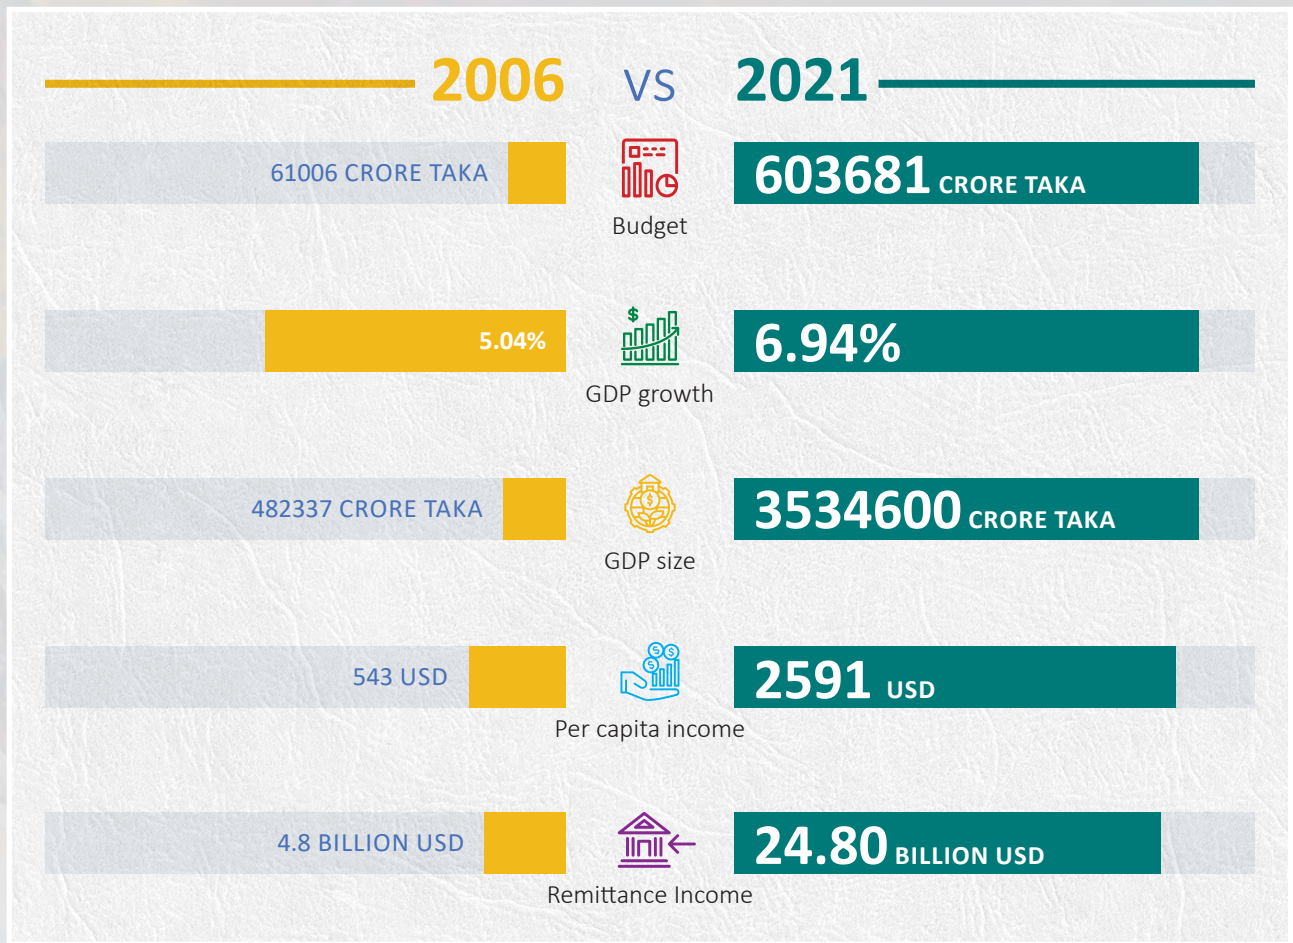 2006 VS 2021
61006 CRORE TAKA
603681 CRORE TAKA
Budget
5.04%
6.94%
GDP growth
482337 CRORE TAKA
3534600 CRORE TAKA
GDP size
543 USD
2591 USD
Per capita income
4.8 BILLION USD
24.80 BILLION USD
Remittance Income